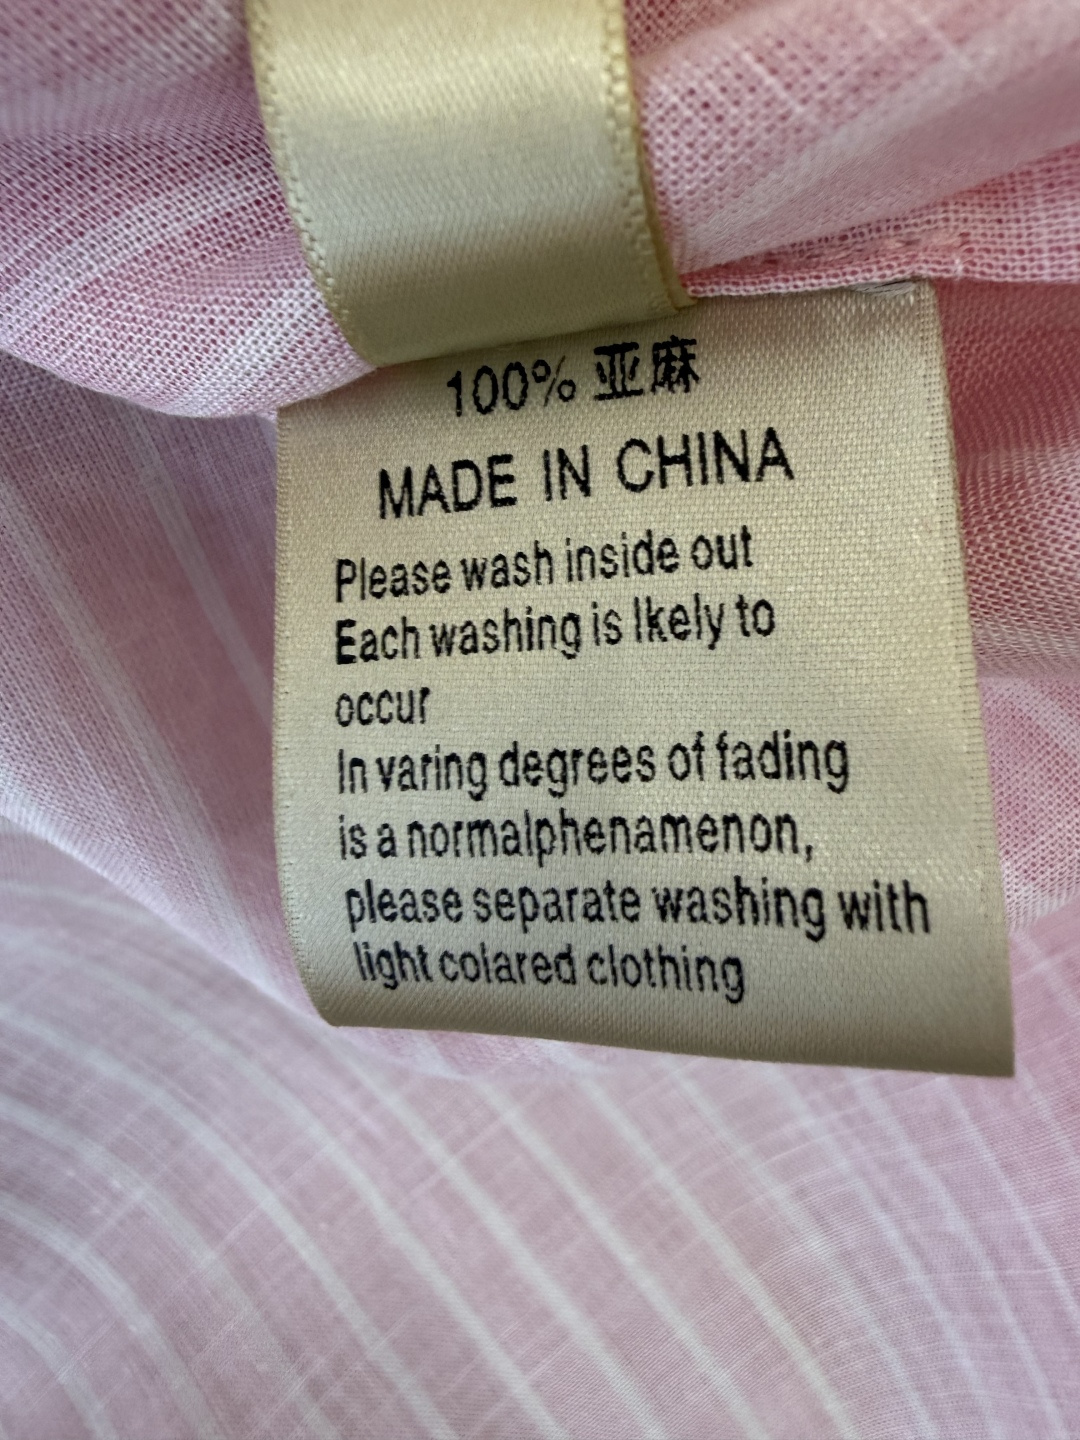 100% 亚麻
MADE IN CHINA
Please wash inside out
Each washing is lkely to
occur
In varing degrees of fading
is a normalphenamenon,
please separate washing with
light colared clothing